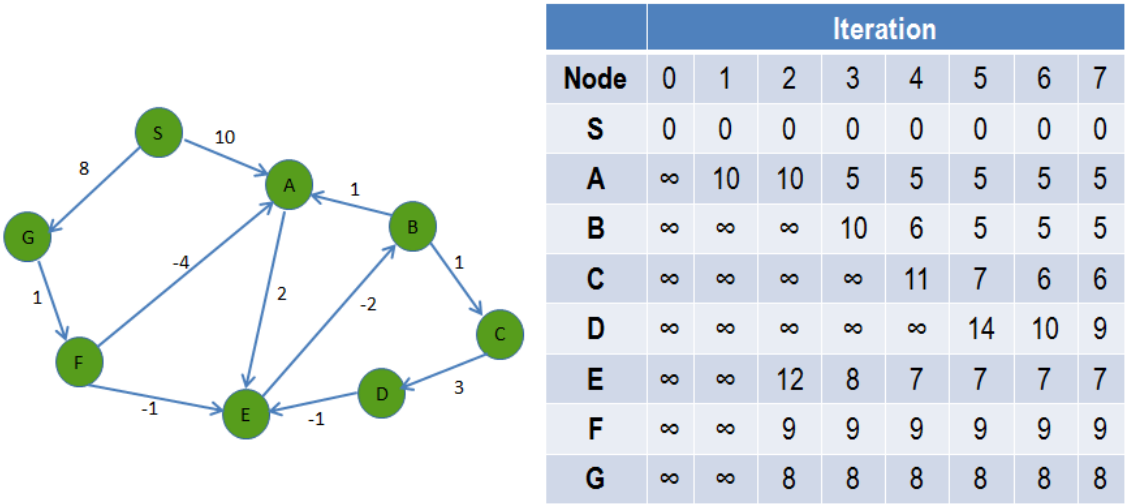 S
10
8
A
1
B
G
-4
1
1
2
-2
C
F
D
3
-1
E
-1
Iteration
Node 0 1 2 3 4 5 6 7
S 0 0 0 0 0 0 0 0
A ∞ 10 10 5 5 5 5 5
B ∞ ∞ ∞ 10 6 5 5 5
C ∞ ∞ ∞ ∞ 11 7 6 6
D ∞ ∞ ∞ ∞ ∞ 14 10 9
E ∞ ∞ 12 8 7 7 7 7
F ∞ ∞ 9 9 9 9 9 9
G ∞ ∞ 8 8 8 8 8 8